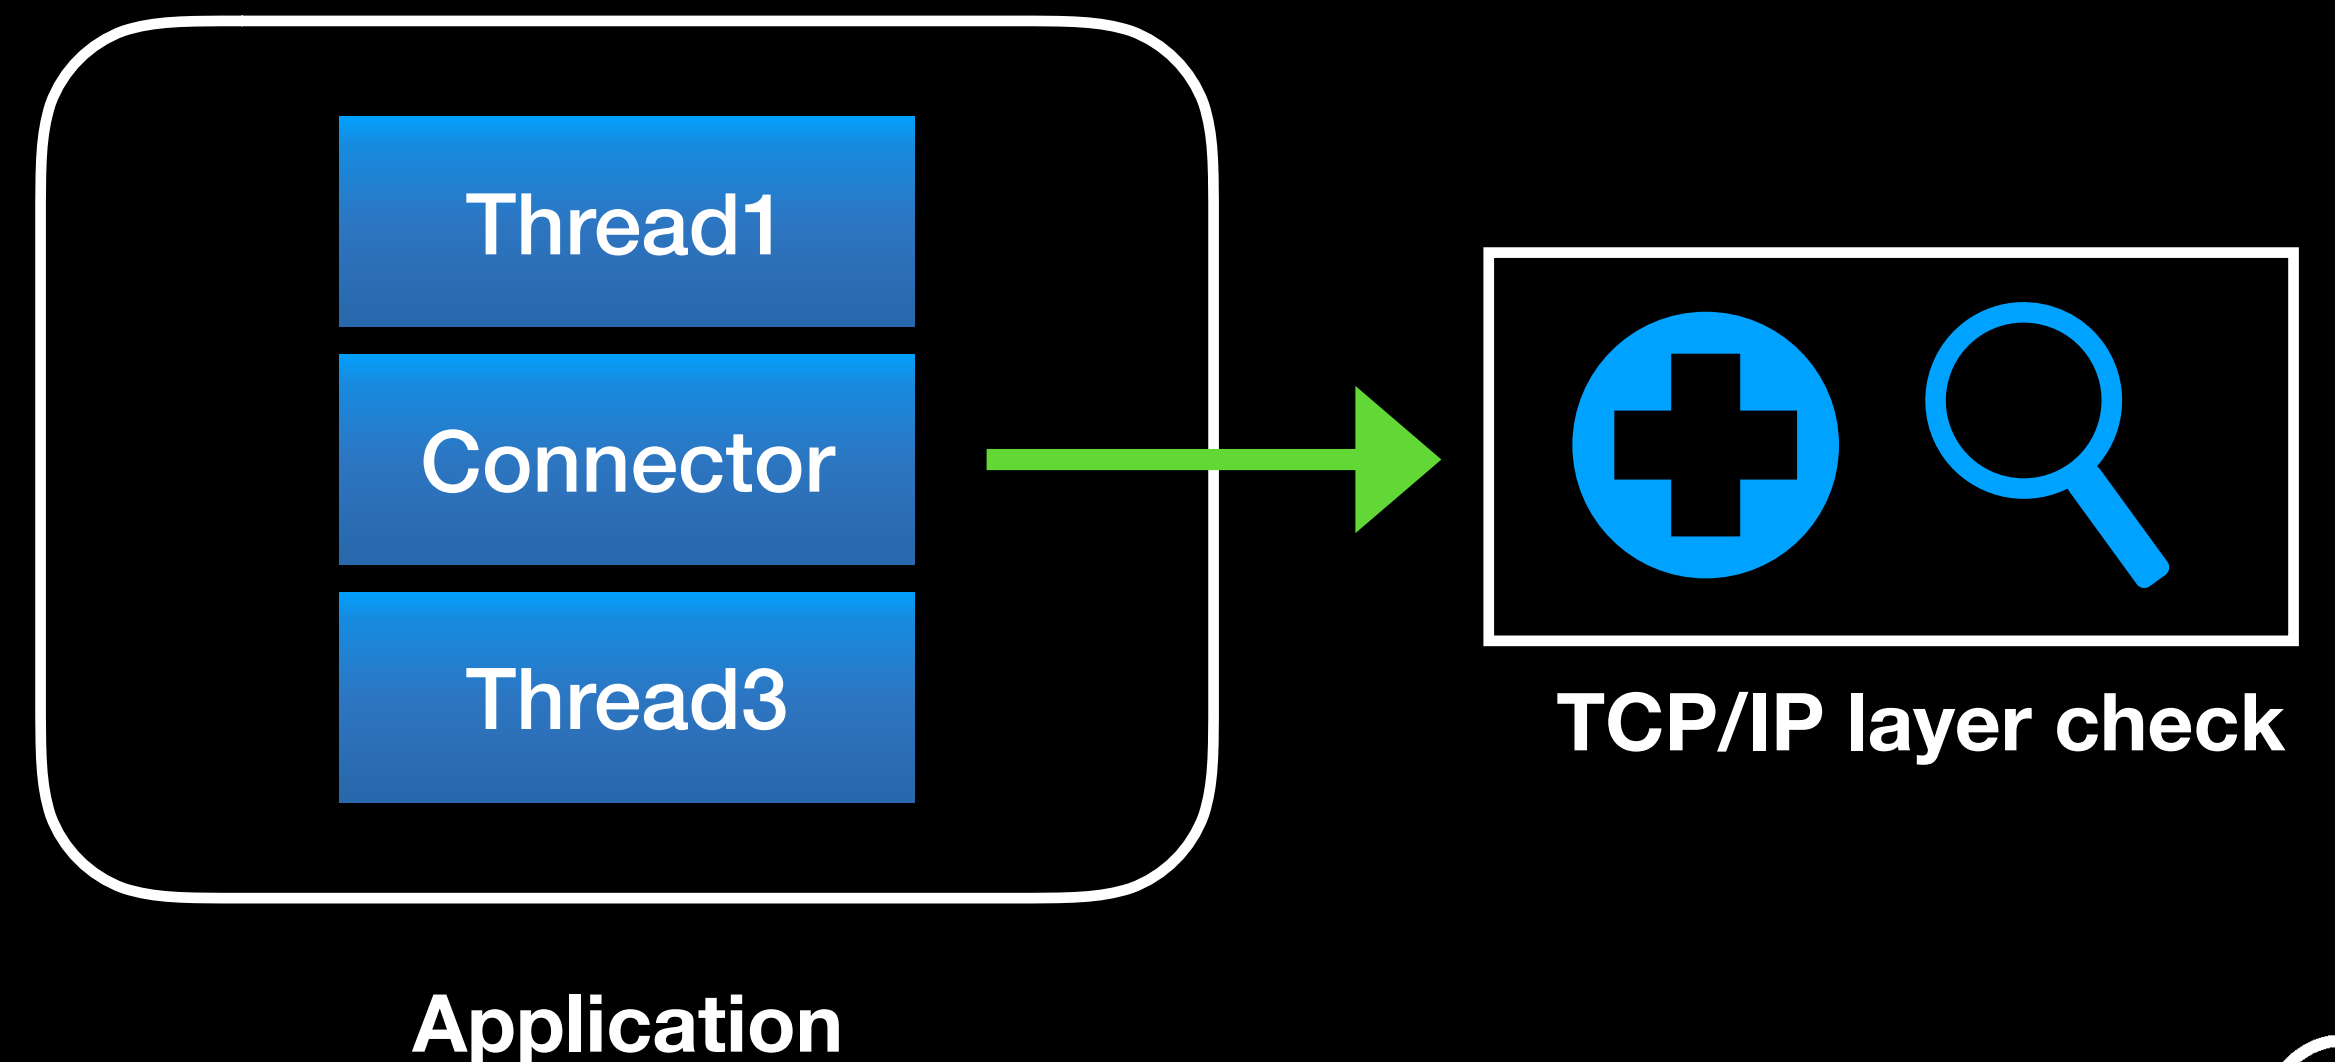 Thread1
Connector
Thread3
TCP/IP layer check
Application